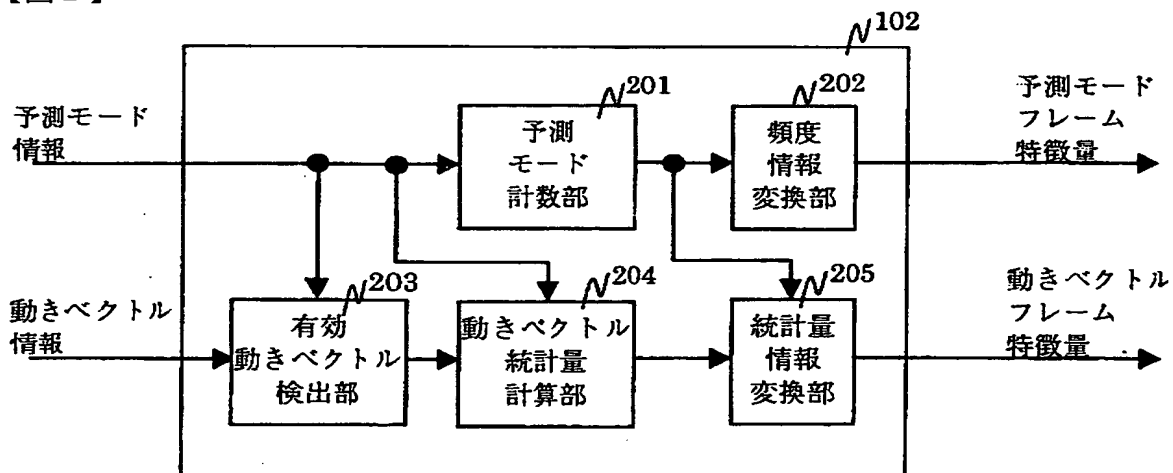 102
予測モード
情報
201
予測
モード
計数部
202
頻度
情報
変換部
予測モード
フレーム
特徴量
動きベクトル
情報
203
有効
動きベクトル
検出部
204
動きベクトル
統計量
計算部
205
統計量
情報
変換部
動きベクトル
フレーム
特徴量